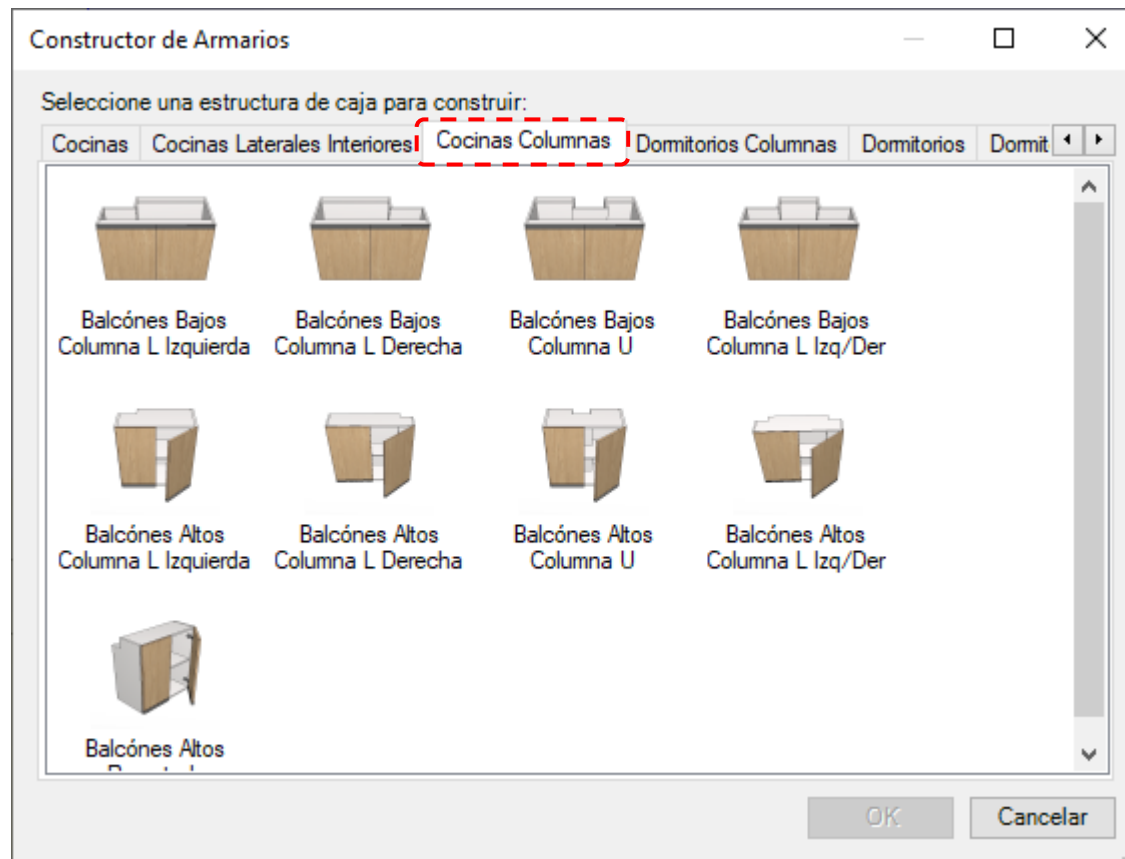 Constructor de Armarios
Seleccione una estructura de caja para construir:
Cocinas Cocinas Laterales Interiores Cocinas Columnas Dormitorios Columnas Dormitorios Dormit
Balcónes Bajos Balcónes Bajos Balcónes Bajos Balcónes Bajos
Columna L Izquierda Columna L Derecha Columna U Columna L Izq/Der
Balcónes Altos Balcónes Altos Balcónes Altos Balcónes Altos
Columna L Izquierda Columna L Derecha Columna U Columna L Izq/Der
Balcónes Altos
OK Cancelar